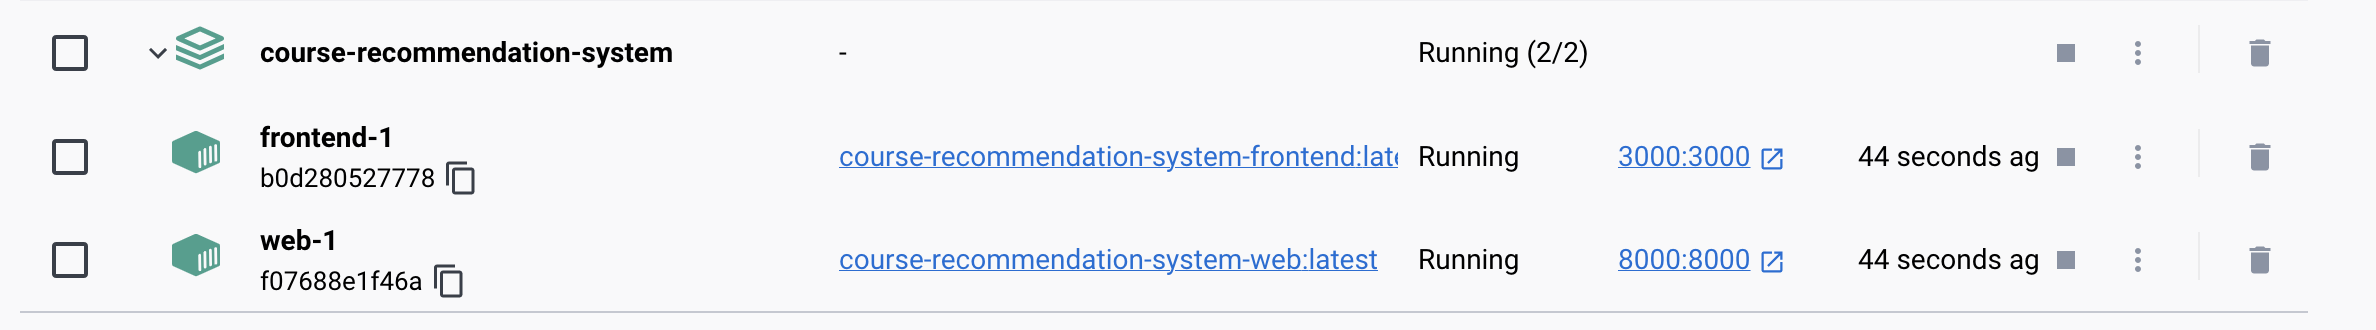 course-recommendation-system - Running (2/2)
frontend-1
b0d280527778 course-recommendation-system-frontend:late Running 3000:3000 44 seconds ag
web-1
f07688e1f46a course-recommendation-system-web:latest Running 8000:8000 44 seconds ag